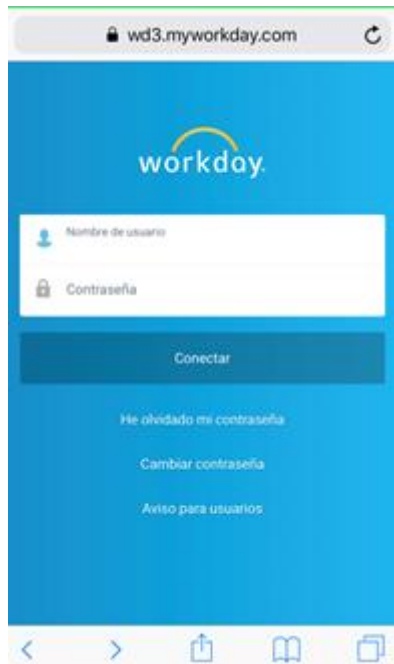 wd3.myworkday.com
workday.
Nombre de usuario
Contraseña
Conectar
He olvidado mi contraseña
Cambiar contraseña
Aviso para usuarios